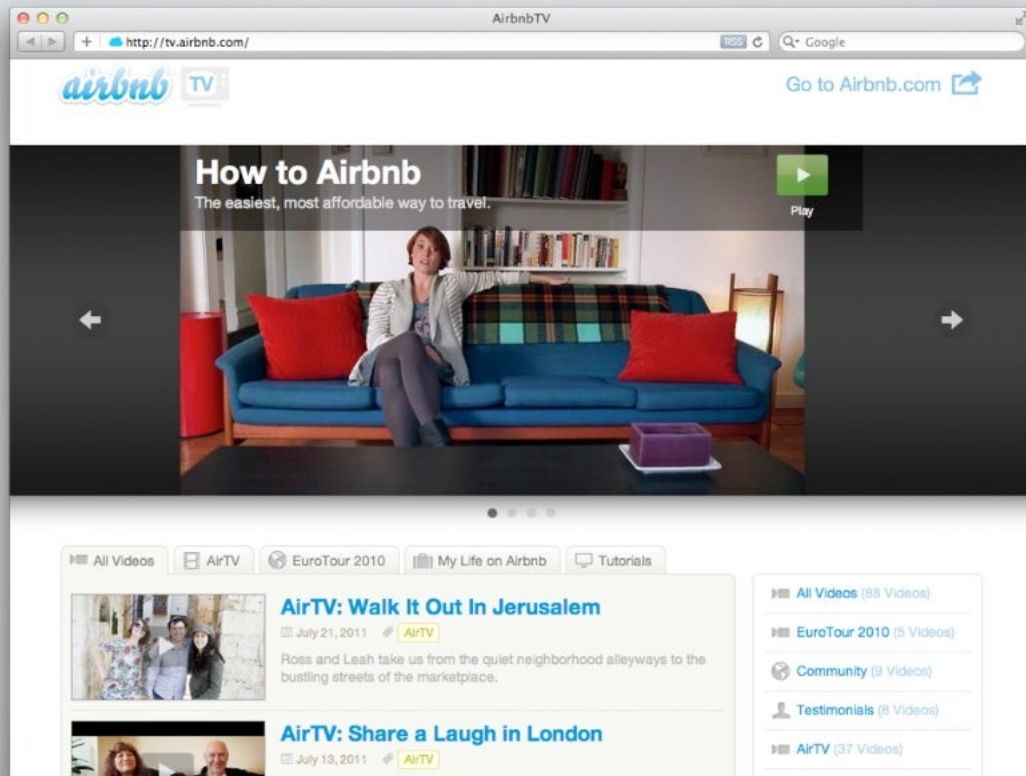 AirbnbTV
http://tv.airbnb.com/
RSS
Google
airbnb TV
Go to Airbnb.com
How to Airbnb
The easiest, most affordable way to travel.
Play
All Videos
AirTV
EuroTour 2010
My Life on Airbnb
Tutorials
AirTV: Walk It Out In Jerusalem
July 21, 2011
AirTV
Ross and Leah take us from the quiet neighborhood alleyways to the
bustling streets of the marketplace.
AirTV: Share a Laugh in London
July 13, 2011
AirTV
All Videos (88 Videos)
EuroTour 2010 (5 Videos)
Community (9 Videos)
Testimonials (8 Videos)
AirTV (37 Videos)